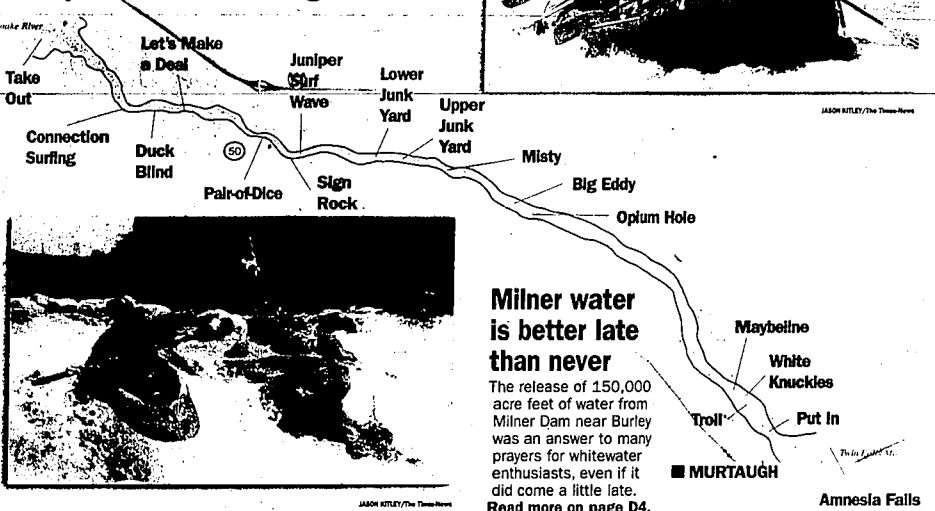 JASON KITLEY/The Times-News
Snake River
Let's Make
a Deal
Take
Out
Juniper
Surf
Wave
Lower
Junk
Yard
Upper
Junk
Yard
Connection
Surfing
Duck
Blind
50
Misty
Pair-of-Dice
Sign
Rock
Big Eddy
Opium Hole
Milner water
is better late
than never
The release of 150,000
acre feet of water from
Milner Dam near Burley
was an answer to many
prayers for whitewater
enthusiasts, even if it
did come a little late.
Read more on page D4.
Maybelline
White
Knuckles
Troll
Put In
MURTAUGH
Amnesia Falls
JASON KITLEY/The Times-News